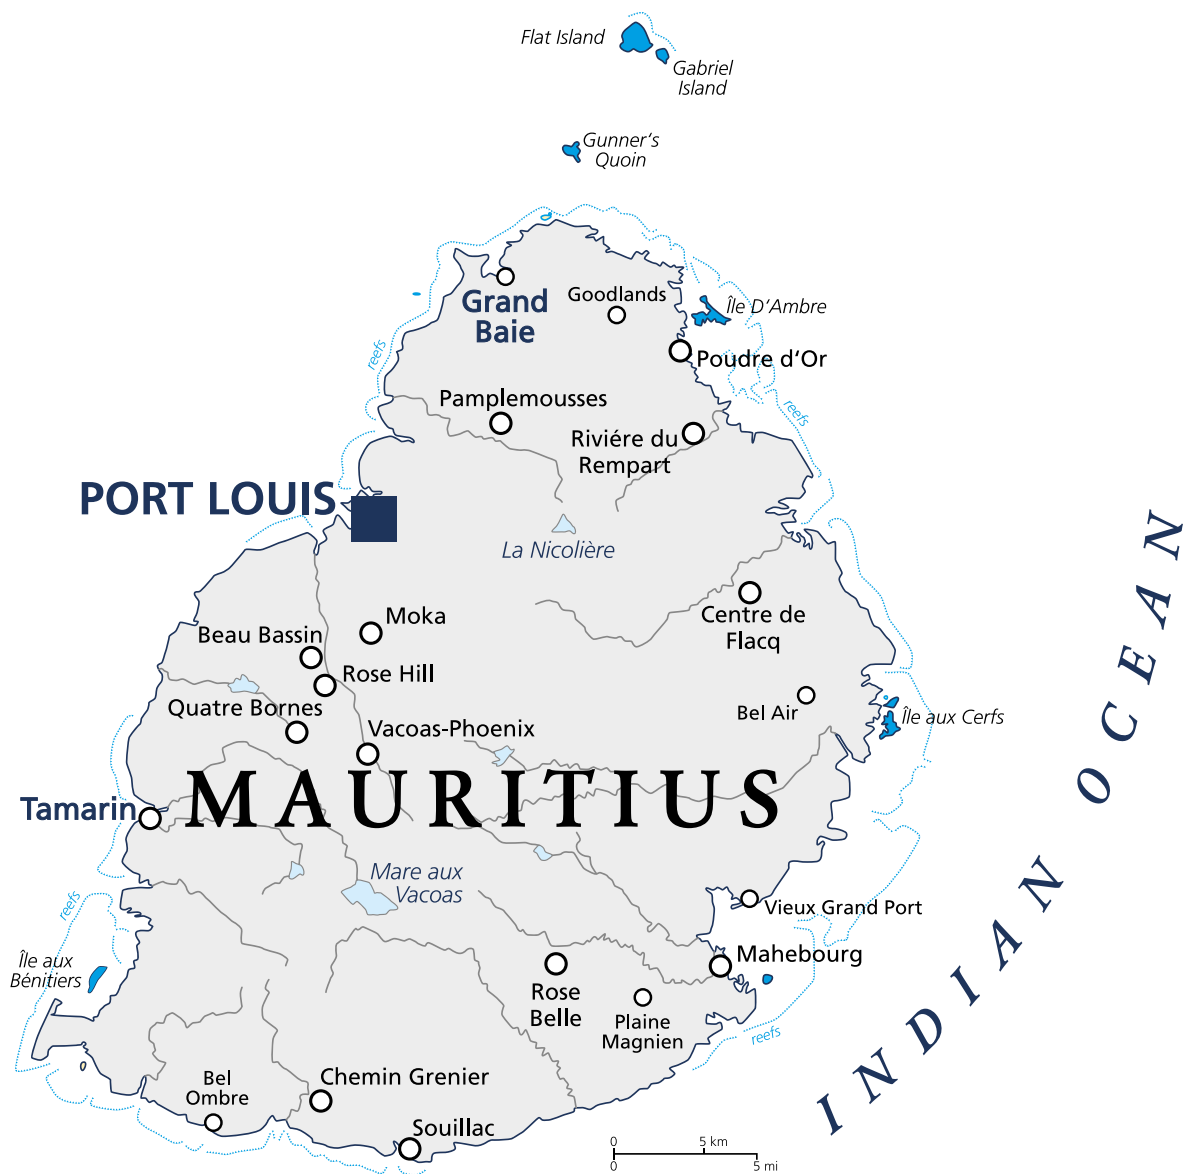 Flat Island
Gabriel
Island
Gunner's
Quoin
Grand
Baie
Goodlands
Île D'Ambre
reefs
Poudre d'Or
Pamplemousses
reefs
Riviére du
Rempart
PORT LOUIS
La Nicolière
Moka
Centre de
Flacq
Beau Bassin
Rose Hill
Quatre Bornes
Bel Air
Île aux Cerfs
Vacoas-Phoenix
MAURITIUS
Tamarin
INDIAN OCEAN
Mare aux
Vacoas
reefs
Vieux Grand Port
Île aux
Bénitiers
Mahebourg
Rose
Belle
Plaine
Magnien
reefs
Bel
Ombre
Chemin Grenier
Souillac
0 5 km
0 5 mi